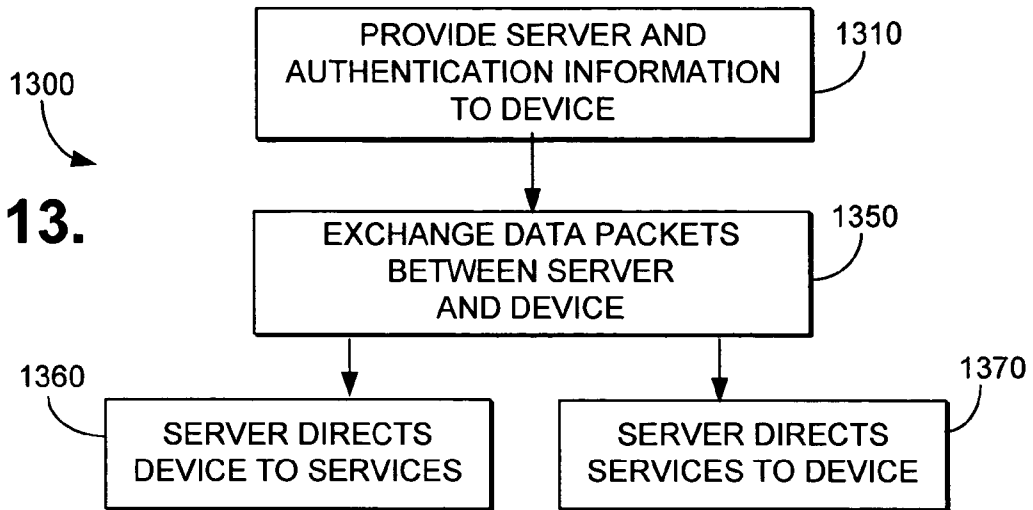 PROVIDE SERVER AND
AUTHENTICATION INFORMATION
TO DEVICE
1310
1300
13.
EXCHANGE DATA PACKETS
BETWEEN SERVER
AND DEVICE
1350
1360
SERVER DIRECTS
DEVICE TO SERVICES
1370
SERVER DIRECTS
SERVICES TO DEVICE